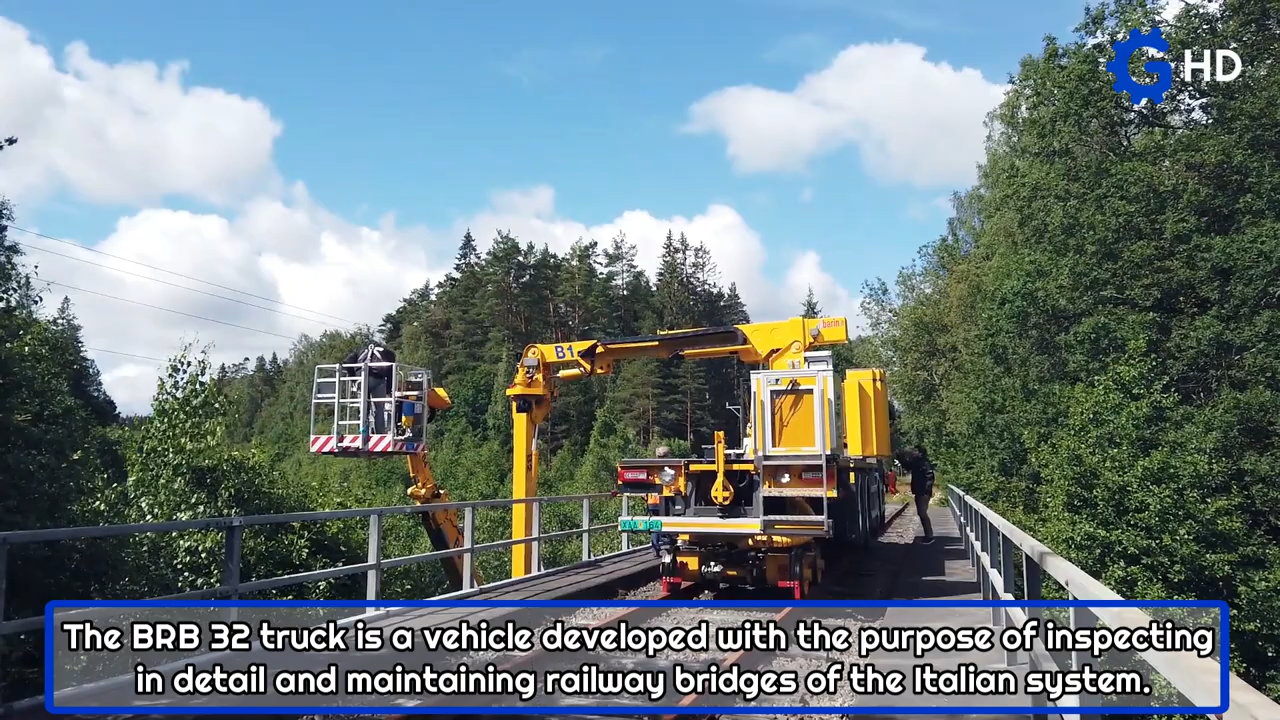 G HD
barin
B1
The BRB 32 truck is a vehicle developed with the purpose of inspecting
in detail and maintaining railway bridges of the Italian system.